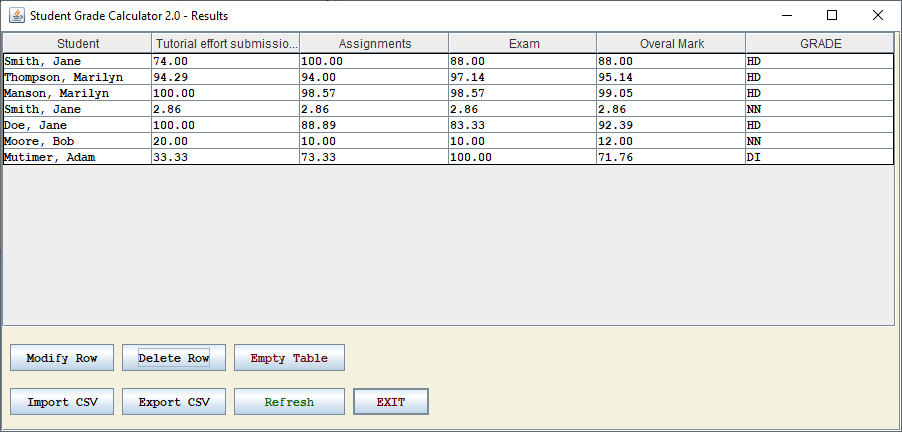 Student Grade Calculator 2.0 - Results
Student Tutorial effort submissio... Assignments Exam Overal Mark GRADE
Smith, Jane 74.00 100.00 88.00 88.00 HD
Thompson, Marilyn 94.29 94.00 97.14 95.14 HD
Manson, Marilyn 100.00 98.57 98.57 99.05 HD
Smith, Jane 2.86 2.86 2.86 2.86 NN
Doe, Jane 100.00 88.89 83.33 92.39 HD
Moore, Bob 20.00 10.00 10.00 12.00 NN
Mutimer, Adam 33.33 73.33 100.00 71.76 DI
Modify Row Delete Row Empty Table
Import CSV Export CSV Refresh EXIT